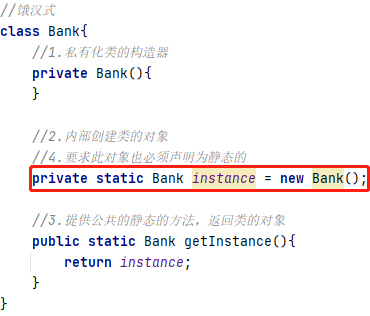 //饿汉式
class Bank{
//1.私有化类的构造器
private Bank(){
}
//2.内部创建类的对象
//4.要求此对象也必须声明为静态的
private static Bank instance = new Bank();
//3.提供公共的静态的方法，返回类的对象
public static Bank getInstance(){
return instance;
}
}